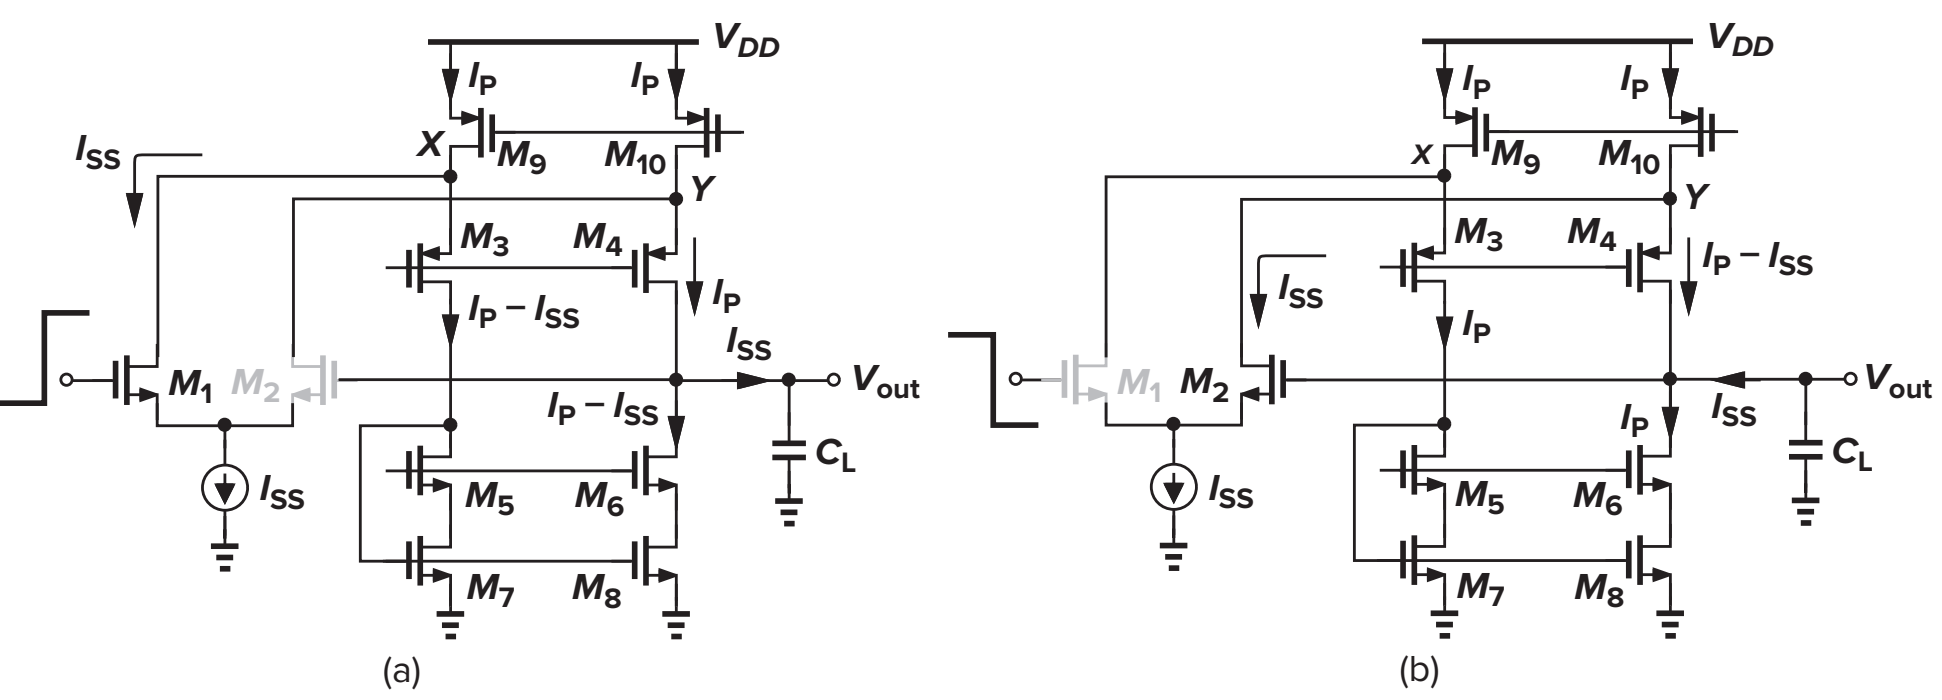 V_DD
I_P
I_P
I_SS
X
M_9
M_10
Y
M_3
M_4
I_P
I_P – I_SS
I_SS
M_1
M_2
V_out
I_P – I_SS
C_L
I_SS
M_5
M_6
M_7
M_8
(a)
V_DD
I_P
I_P
X
M_9
M_10
Y
M_3
M_4
I_P – I_SS
I_SS
I_P
M_1
M_2
V_out
I_SS
I_P
C_L
I_SS
M_5
M_6
M_7
M_8
(b)